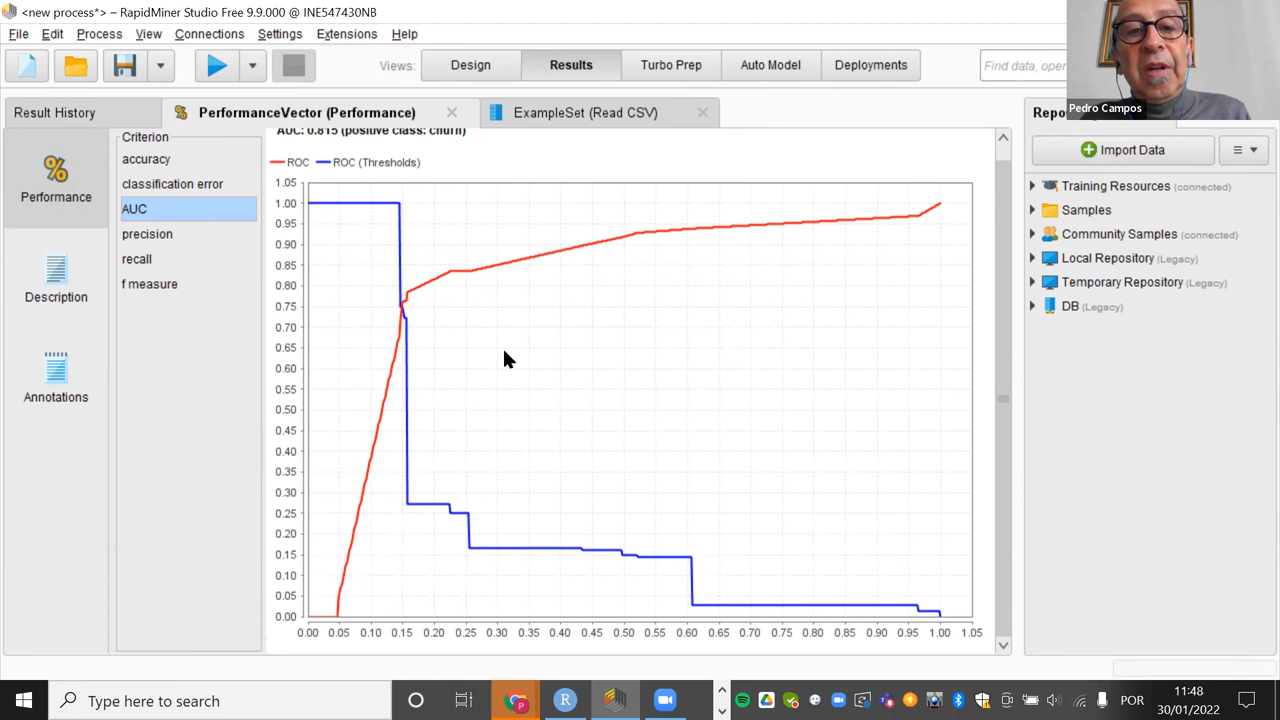 <new process*> – RapidMiner Studio Free 9.9.000 @ INE547430NB
File Edit Process View Connections Settings Extensions Help
Views: Design Results Turbo Prep Auto Model Deployments Find data, oper
Pedro Campos
Result History PerformanceVector (Performance) ExampleSet (Read CSV) Repo
Criterion
accuracy
classification error
AUC
precision
recall
f measure
Performance
Description
Annotations
AUC: 0.815 (positive class: churn)
ROC ROC (Thresholds)
1.05
1.00
0.95
0.90
0.85
0.80
0.75
0.70
0.65
0.60
0.55
0.50
0.45
0.40
0.35
0.30
0.25
0.20
0.15
0.10
0.05
0.00
0.00 0.05 0.10 0.15 0.20 0.25 0.30 0.35 0.40 0.45 0.50 0.55 0.60 0.65 0.70 0.75 0.80 0.85 0.90 0.95 1.00 1.05
Import Data
Training Resources (connected)
Samples
Community Samples (connected)
Local Repository (Legacy)
Temporary Repository (Legacy)
DB (Legacy)
Type here to search
POR
11:48
30/01/2022